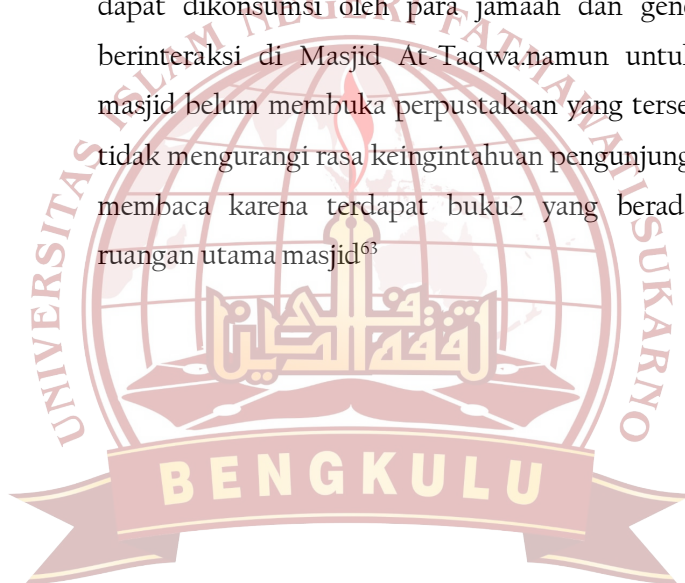 dapat dikonsumsi oleh para jamaah dan gene
berinteraksi di Masjid At-Taqwa.namun untu
masjid belum membuka perpustakaan yang terse
tidak mengurangi rasa keingintahuan pengunjung
membaca karena terdapat buku2 yang berad
ruangan utama masjid⁶³
UNIVERSITAS ISLAM NEGERI FATMAWATI SUKARNO
BENGKULU